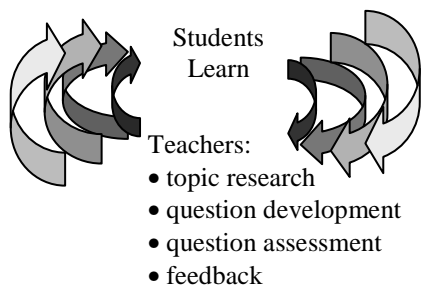 Students
Learn
Teachers:
• topic research
• question development
• question assessment
• feedback